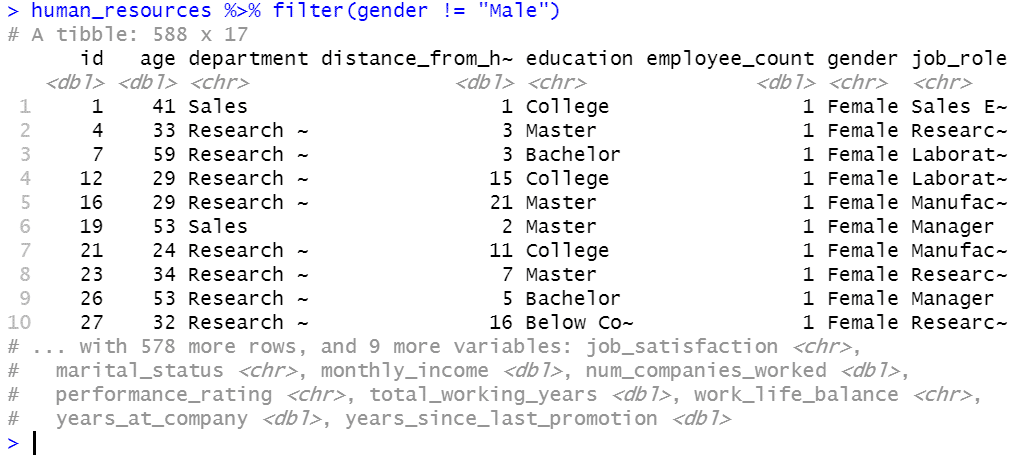 > human_resources %>% filter(gender != "Male")
# A tibble: 588 x 17
      id   age department distance_from_h~ education employee_count gender job_role
   <dbl> <dbl> <chr>                 <dbl> <chr>              <dbl> <chr>  <chr>
 1     1    41 Sales                     1 College                1 Female Sales E~
 2     4    33 Research ~                3 Master                 1 Female Researc~
 3     7    59 Research ~                3 Bachelor               1 Female Laborat~
 4    12    29 Research ~               15 College                1 Female Laborat~
 5    16    29 Research ~               21 Master                 1 Female Manufac~
 6    19    53 Sales                     2 Master                 1 Female Manager
 7    21    24 Research ~               11 College                1 Female Manufac~
 8    23    34 Research ~                7 Master                 1 Female Researc~
 9    26    53 Research ~                5 Bachelor               1 Female Manager
10    27    32 Research ~               16 Below Co~              1 Female Researc~
# ... with 578 more rows, and 9 more variables: job_satisfaction <chr>,
#   marital_status <chr>, monthly_income <dbl>, num_companies_worked <dbl>,
#   performance_rating <chr>, total_working_years <dbl>, work_life_balance <chr>,
#   years_at_company <dbl>, years_since_last_promotion <dbl>
>